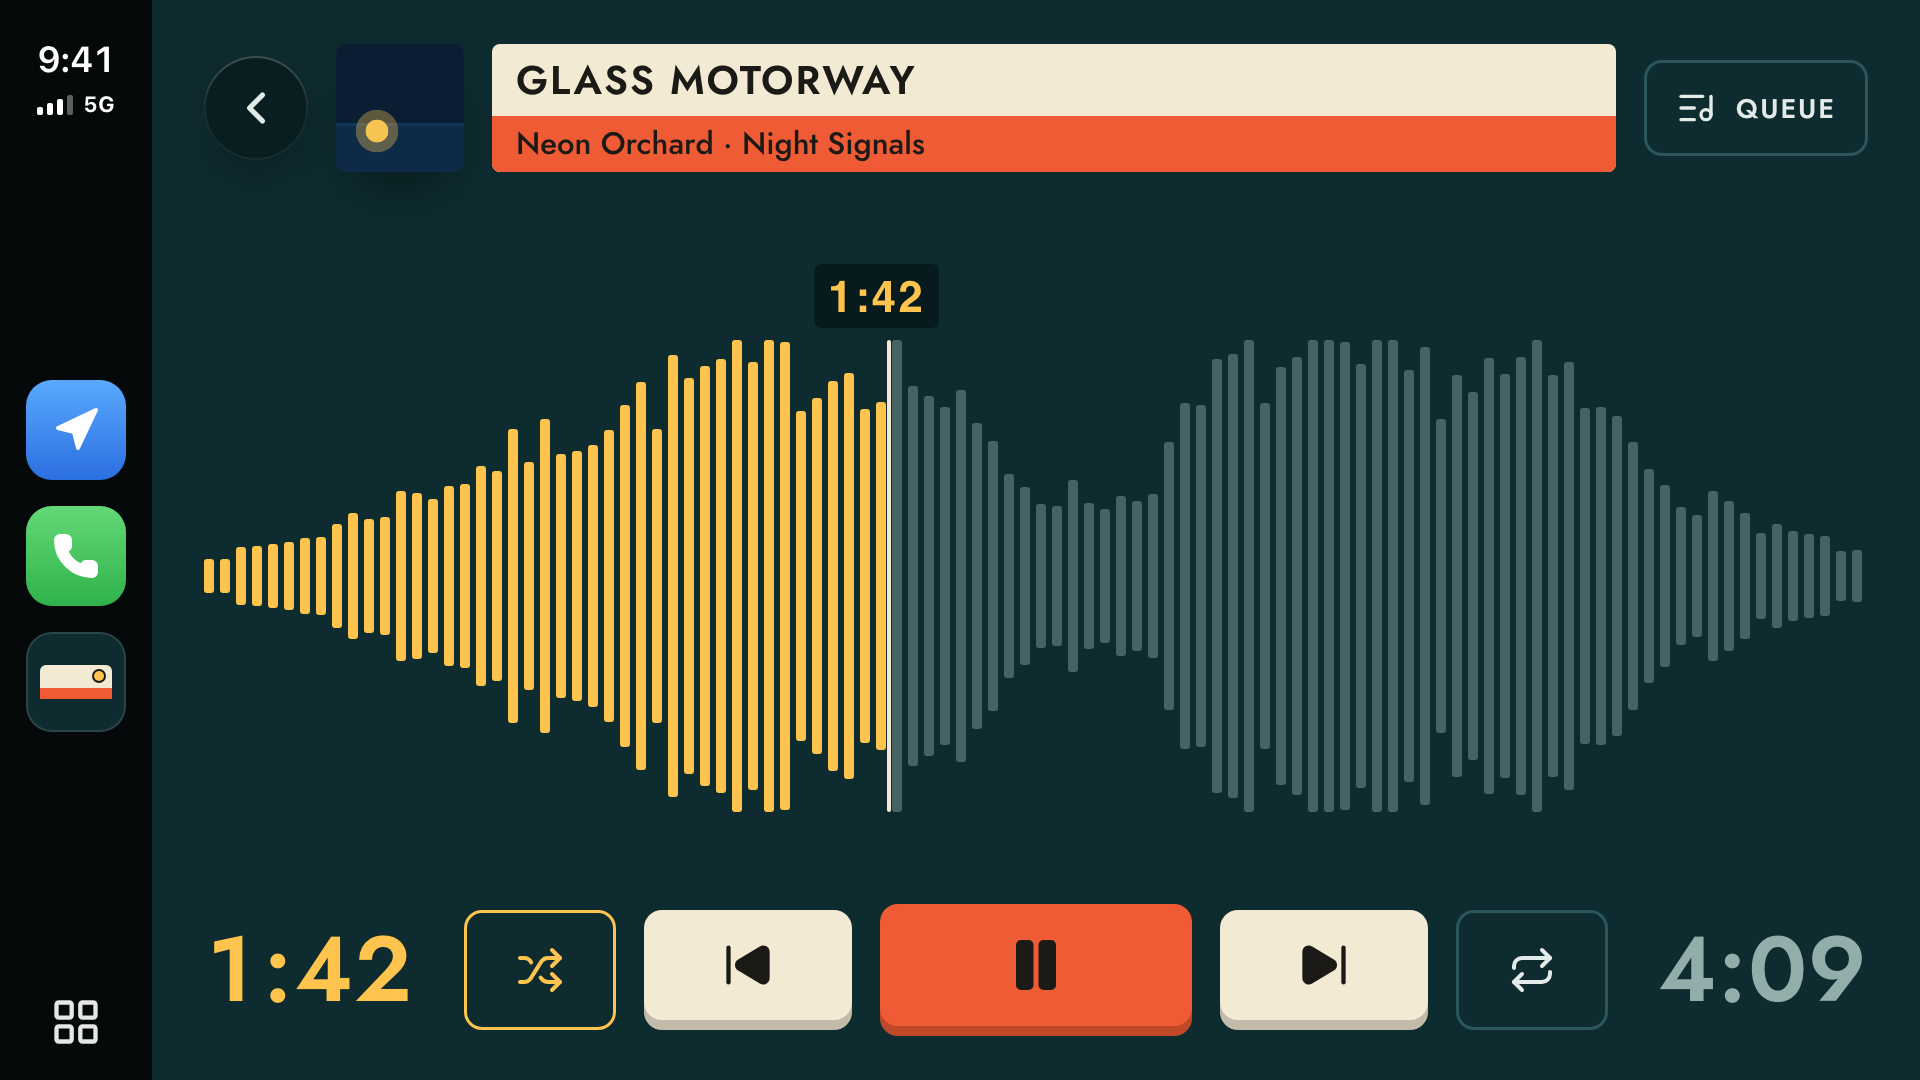 9:41
5G
GLASS MOTORWAY
Neon Orchard · Night Signals
QUEUE
1:42
1:42
4:09